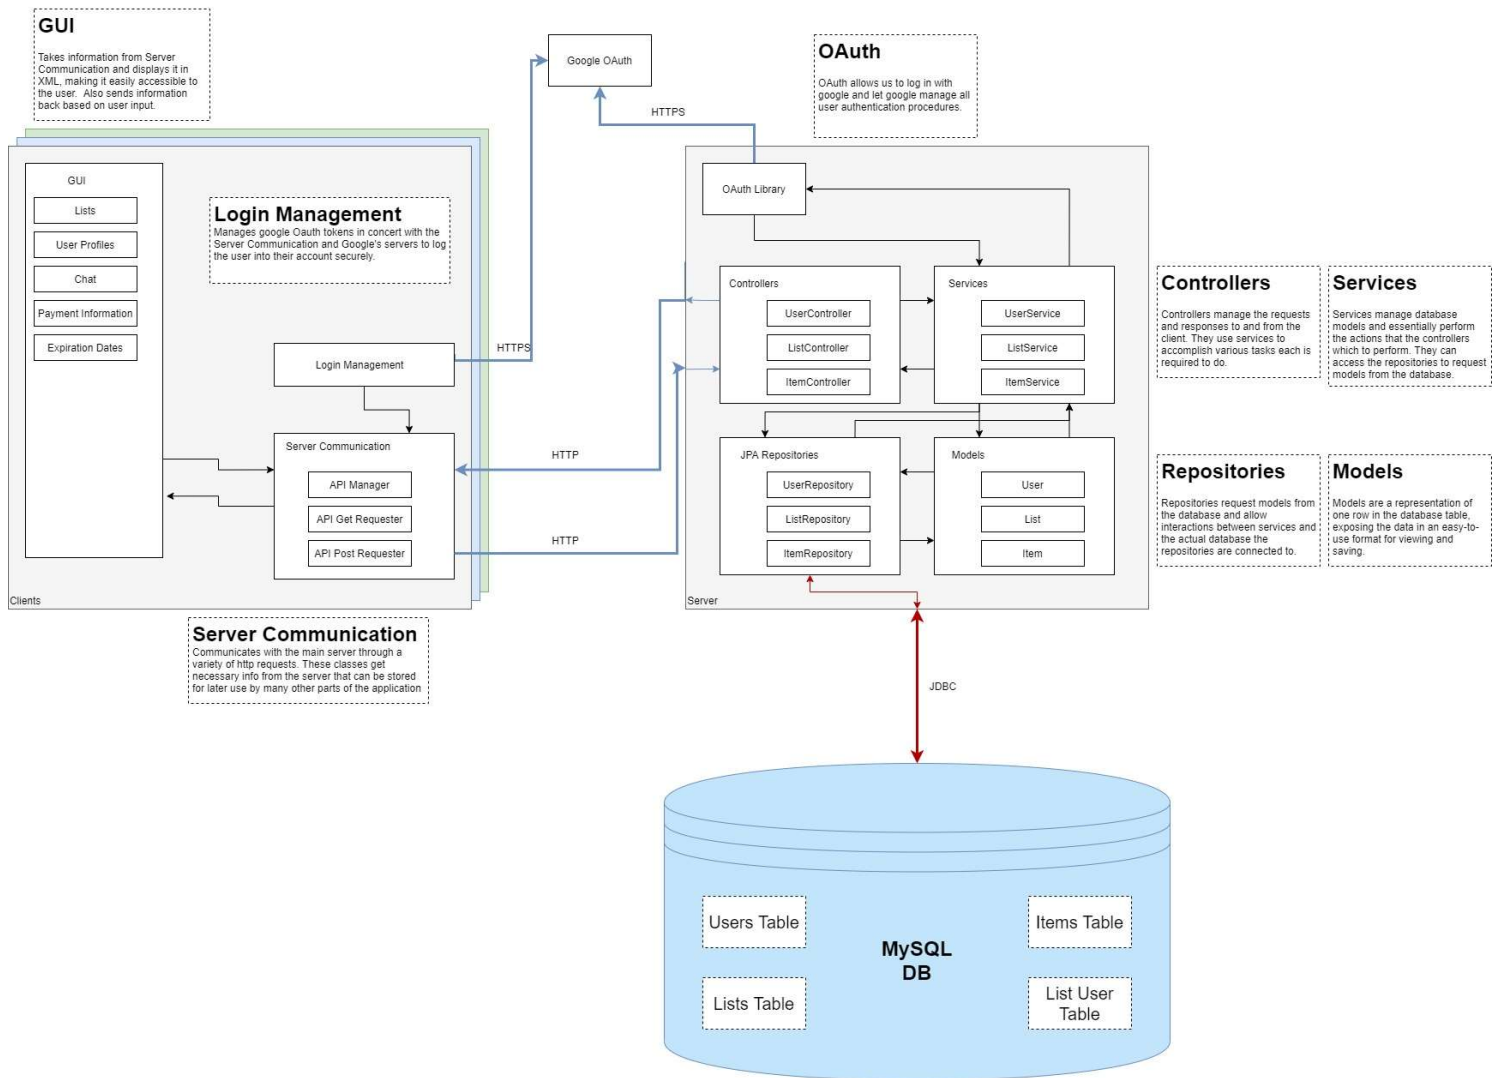 GUI
Takes information from Server
Communication and displays it in
XML, making it easily accessible to
the user.  Also sends information
back based on user input.
Google OAuth
OAuth
OAuth allows us to log in with
google and let google manage all
user authentication procedures.
HTTPS
GUI
Lists
User Profiles
Chat
Payment Information
Expiration Dates
Login Management
Manages google Oauth tokens in concert with the
Server Communication and Google's servers to log
the user into their account securely.
Login Management
HTTPS
Server Communication
API Manager
API Get Requester
API Post Requester
Clients
HTTP
HTTP
OAuth Library
Controllers
UserController
ListController
ItemController
Services
UserService
ListService
ItemService
JPA Repositories
UserRepository
ListRepository
ItemRepository
Models
User
List
Item
Server
Controllers
Controllers manage the requests
and responses to and from the
client. They use services to
accomplish various tasks each is
required to do.
Services
Services manage database
models and essentially perform
the actions that the controllers
which to perform. They can
access the repositories to request
models from the database.
Repositories
Repositories request models from
the database and allow
interactions between services and
the actual database the
repositories are connected to.
Models
Models are a representation of
one row in the database table,
exposing the data in an easy-to-
use format for viewing and
saving.
Server Communication
Communicates with the main server through a
variety of http requests. These classes get
necessary info from the server that can be stored
for later use by many other parts of the application
JDBC
Users Table
Items Table
MySQL
DB
Lists Table
List User
Table